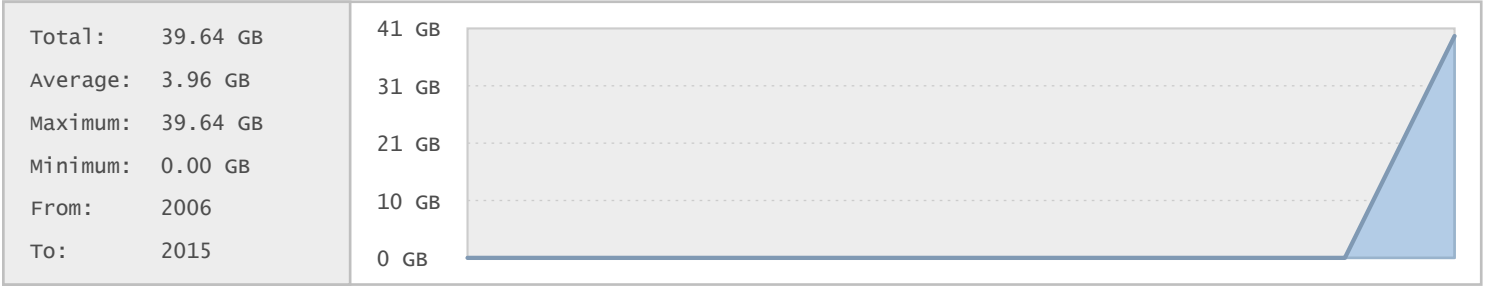 Total: 39.64 GB
Average: 3.96 GB
Maximum: 39.64 GB
Minimum: 0.00 GB
From: 2006
To: 2015
41 GB
31 GB
21 GB
10 GB
0 GB